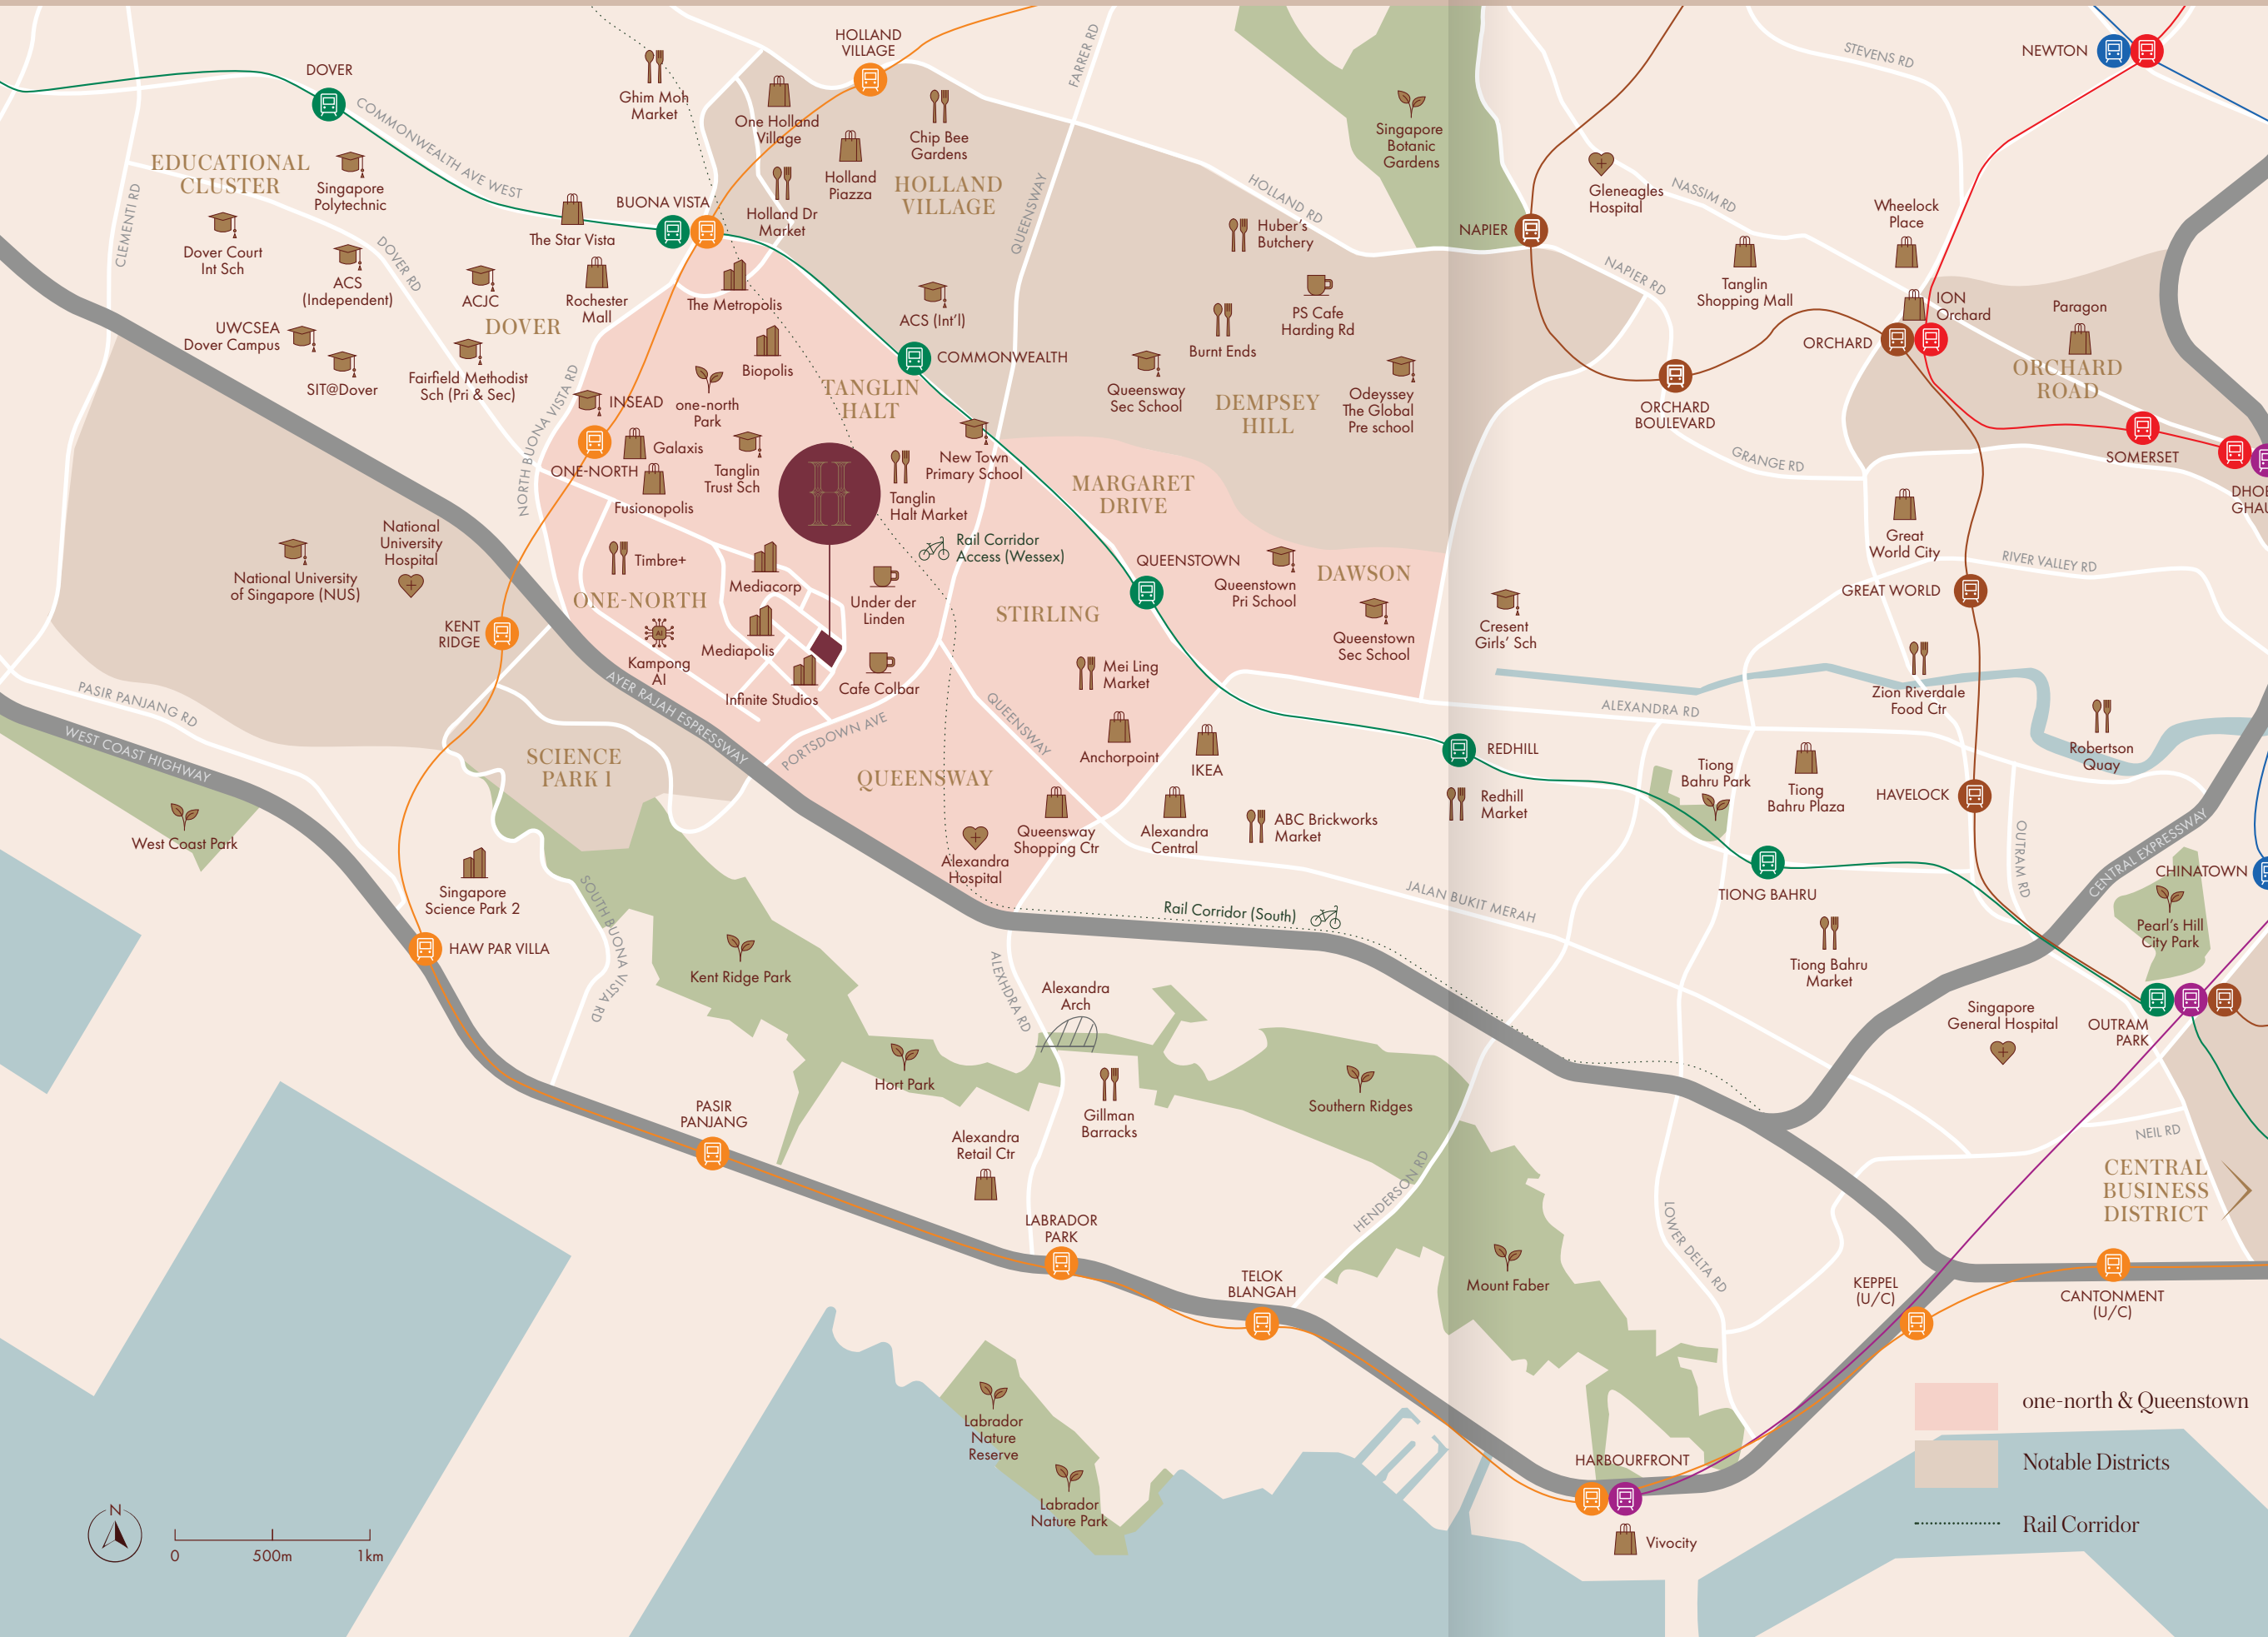 HOLLAND
VILLAGE
FARRER RD
STEVENS RD
NEWTON
DOVER
Ghim Moh
Market
One Holland
Village
Chip Bee
Gardens
Singapore
Botanic
Gardens
COMMONWEALTH AVE WEST
EDUCATIONAL
CLUSTER
Singapore
Polytechnic
Holland
Piazza
HOLLAND
VILLAGE
HOLLAND RD
Gleneagles
Hospital
NASSIM RD
Wheelock
Place
CLEMENTI RD
BUONA VISTA
Holland Dr
Market
QUEENSWAY
Huber's
Butchery
NAPIER
Dover Court
Int Sch
The Star Vista
DOVER RD
ACS
(Independent)
ACJC
Rochester
Mall
The Metropolis
ACS (Int'l)
PS Cafe
Harding Rd
NAPIER RD
Tanglin
Shopping Mall
ION
Orchard
Paragon
UWCSEA
Dover Campus
DOVER
Burnt Ends
ORCHARD
ORCHARD RD
ORCHARD
ROAD
SIT@Dover
Fairfield Methodist
Sch (Pri & Sec)
Biopolis
COMMONWEALTH
TANGLIN
HALT
Queensway
Sec School
DEMPSEY
HILL
Odeyssey
The Global
Pre school
ORCHARD
BOULEVARD
NORTH BUONA VISTA RD
INSEAD
one-north
Park
Galaxis
ONE-NORTH
Tanglin
Trust Sch
Fusionopolis
H
New Town
Primary School
Tanglin
Halt Market
MARGARET
DRIVE
GRANGE RD
SOMERSET
DHOB
GHAU
Great
World City
RIVER VALLEY RD
National
University
Hospital
National University
of Singapore (NUS)
Timbre+
Mediacorp
Rail Corridor
Access (Wessex)
QUEENSTOWN
Queenstown
Pri School
DAWSON
GREAT WORLD
ONE-NORTH
Under der
Linden
STIRLING
Queenstown
Sec School
Cresent
Girls' Sch
KENT
RIDGE
AI
Kampong
AI
Mediapolis
Infinite Studios
Cafe Colbar
Mei Ling
Market
Zion Riverdale
Food Ctr
PASIR PANJANG RD
AYER RAJAH ESPRESSWAY
PORTSDOWN AVE
QUEENSWAY
ALEXANDRA RD
WEST COAST HIGHWAY
SCIENCE
PARK 1
QUEENSWAY
Anchorpoint
IKEA
REDHILL
Tiong
Bahru Park
Tiong
Bahru Plaza
Robertson
Quay
HAVELOCK
West Coast Park
Alexandra
Hospital
Queensway
Shopping Ctr
Alexandra
Central
ABC Brickworks
Market
Redhill
Market
OUTRAM RD
CENTRAL EXPRESSWAY
CHINATOWN
Singapore
Science Park 2
SOUTH BUONA VISTA RD
Rail Corridor (South)
JALAN BUKIT MERAH
TIONG BAHRU
Pearl's Hill
City Park
HAW PAR VILLA
Kent Ridge Park
ALEXHDRA RD
Alexandra
Arch
Tiong Bahru
Market
Singapore
General Hospital
OUTRAM
PARK
Hort Park
Gillman
Barracks
Southern Ridges
PASIR
PANJANG
Alexandra
Retail Ctr
HENDERSON RD
NEIL RD
CENTRAL
BUSINESS
DISTRICT
LABRADOR
PARK
LOWER DELTA RD
Mount Faber
TELOK
BLANGAH
KEPPEL
(U/C)
CANTONMENT
(U/C)
Labrador
Nature
Reserve
Labrador
Nature Park
HARBOURFRONT
Vivocity
one-north & Queenstown
Notable Districts
Rail Corridor
N
0 500m 1km